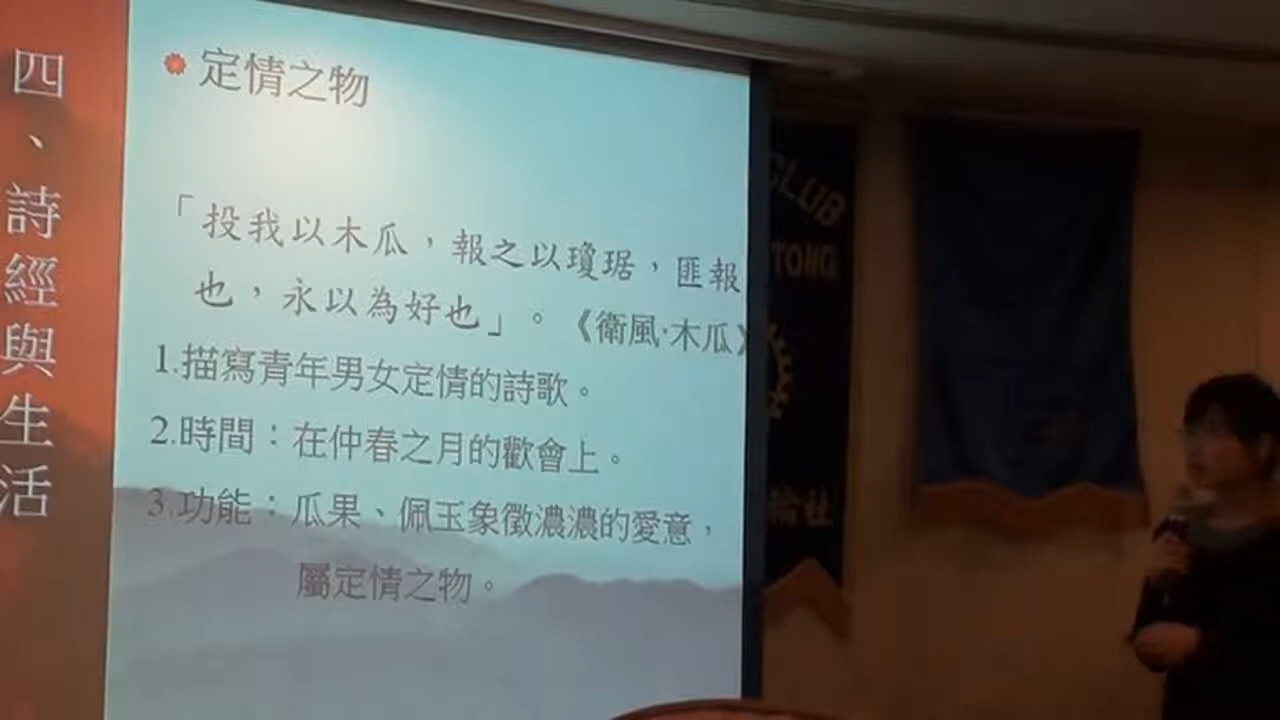 四、詩經與生活
定情之物
「投我以木瓜，報之以瓊琚，匪報
也，永以為好也」。《衛風·木瓜》
1.描寫青年男女定情的詩歌。
2.時間：在仲春之月的歡會上。
3.功能：瓜果、佩玉象徵濃濃的愛意，
屬定情之物。
CLUB
TONG
輪社